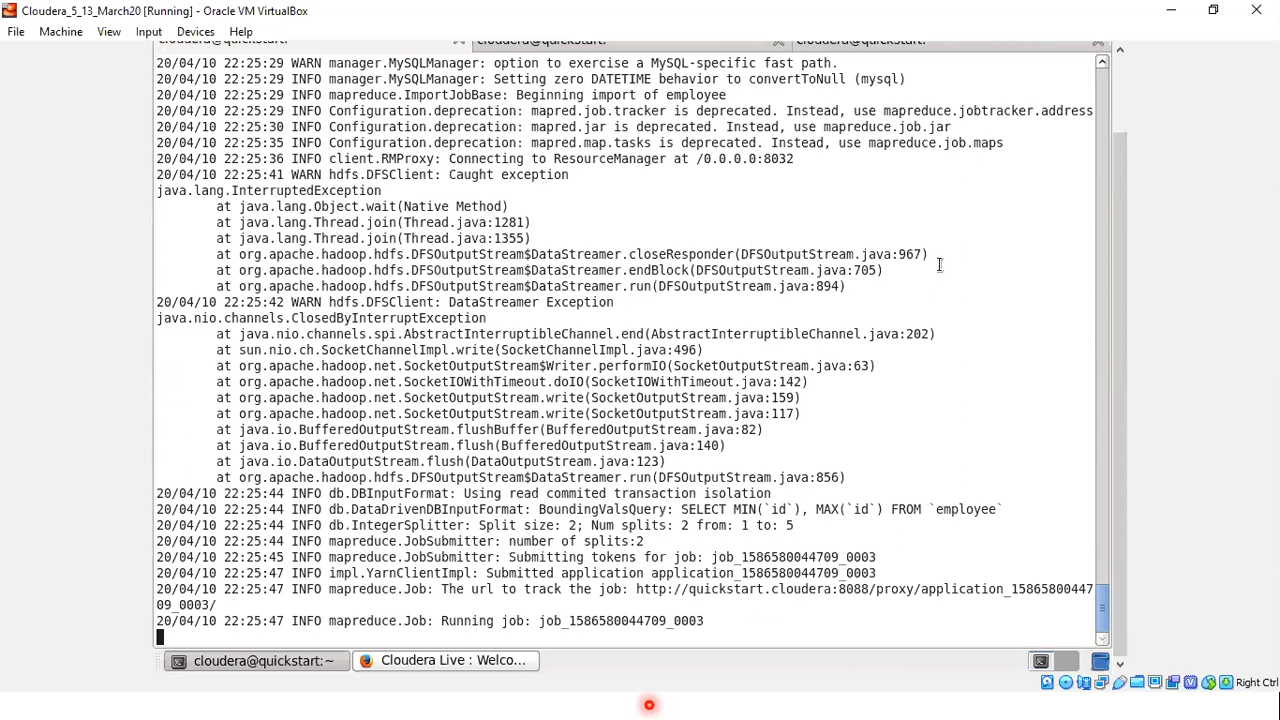 Cloudera_5_13_March20 [Running] - Oracle VM VirtualBox
File Machine View Input Devices Help
cloudera@quickstart: cloudera@quickstart: cloudera@quickstart:
20/04/10 22:25:29 WARN manager.MySQLManager: option to exercise a MySQL-specific fast path.
20/04/10 22:25:29 WARN manager.MySQLManager: Setting zero DATETIME behavior to convertToNull (mysql)
20/04/10 22:25:29 INFO mapreduce.ImportJobBase: Beginning import of employee
20/04/10 22:25:29 INFO Configuration.deprecation: mapred.job.tracker is deprecated. Instead, use mapreduce.jobtracker.address
20/04/10 22:25:30 INFO Configuration.deprecation: mapred.jar is deprecated. Instead, use mapreduce.job.jar
20/04/10 22:25:35 INFO Configuration.deprecation: mapred.map.tasks is deprecated. Instead, use mapreduce.job.maps
20/04/10 22:25:36 INFO client.RMProxy: Connecting to ResourceManager at /0.0.0.0:8032
20/04/10 22:25:41 WARN hdfs.DFSClient: Caught exception
java.lang.InterruptedException
at java.lang.Object.wait(Native Method)
at java.lang.Thread.join(Thread.java:1281)
at java.lang.Thread.join(Thread.java:1355)
at org.apache.hadoop.hdfs.DFSOutputStream$DataStreamer.closeResponder(DFSOutputStream.java:967)
at org.apache.hadoop.hdfs.DFSOutputStream$DataStreamer.endBlock(DFSOutputStream.java:705)
at org.apache.hadoop.hdfs.DFSOutputStream$DataStreamer.run(DFSOutputStream.java:894)
20/04/10 22:25:42 WARN hdfs.DFSClient: DataStreamer Exception
java.nio.channels.ClosedByInterruptException
at java.nio.channels.spi.AbstractInterruptibleChannel.end(AbstractInterruptibleChannel.java:202)
at sun.nio.ch.SocketChannelImpl.write(SocketChannelImpl.java:496)
at org.apache.hadoop.net.SocketOutputStream$Writer.performIO(SocketOutputStream.java:63)
at org.apache.hadoop.net.SocketIOWithTimeout.doIO(SocketIOWithTimeout.java:142)
at org.apache.hadoop.net.SocketOutputStream.write(SocketOutputStream.java:159)
at org.apache.hadoop.net.SocketOutputStream.write(SocketOutputStream.java:117)
at java.io.BufferedOutputStream.flushBuffer(BufferedOutputStream.java:82)
at java.io.BufferedOutputStream.flush(BufferedOutputStream.java:140)
at java.io.DataOutputStream.flush(DataOutputStream.java:123)
at org.apache.hadoop.hdfs.DFSOutputStream$DataStreamer.run(DFSOutputStream.java:856)
20/04/10 22:25:44 INFO db.DBInputFormat: Using read commited transaction isolation
20/04/10 22:25:44 INFO db.DataDrivenDBInputFormat: BoundingValsQuery: SELECT MIN(`id`), MAX(`id`) FROM `employee`
20/04/10 22:25:44 INFO db.IntegerSplitter: Split size: 2; Num splits: 2 from: 1 to: 5
20/04/10 22:25:44 INFO mapreduce.JobSubmitter: number of splits:2
20/04/10 22:25:45 INFO mapreduce.JobSubmitter: Submitting tokens for job: job_1586580044709_0003
20/04/10 22:25:47 INFO impl.YarnClientImpl: Submitted application application_1586580044709_0003
20/04/10 22:25:47 INFO mapreduce.Job: The url to track the job: http://quickstart.cloudera:8088/proxy/application_15865800447
09_0003/
20/04/10 22:25:47 INFO mapreduce.Job: Running job: job_1586580044709_0003
cloudera@quickstart:~ Cloudera Live : Welco...
Right Ctrl